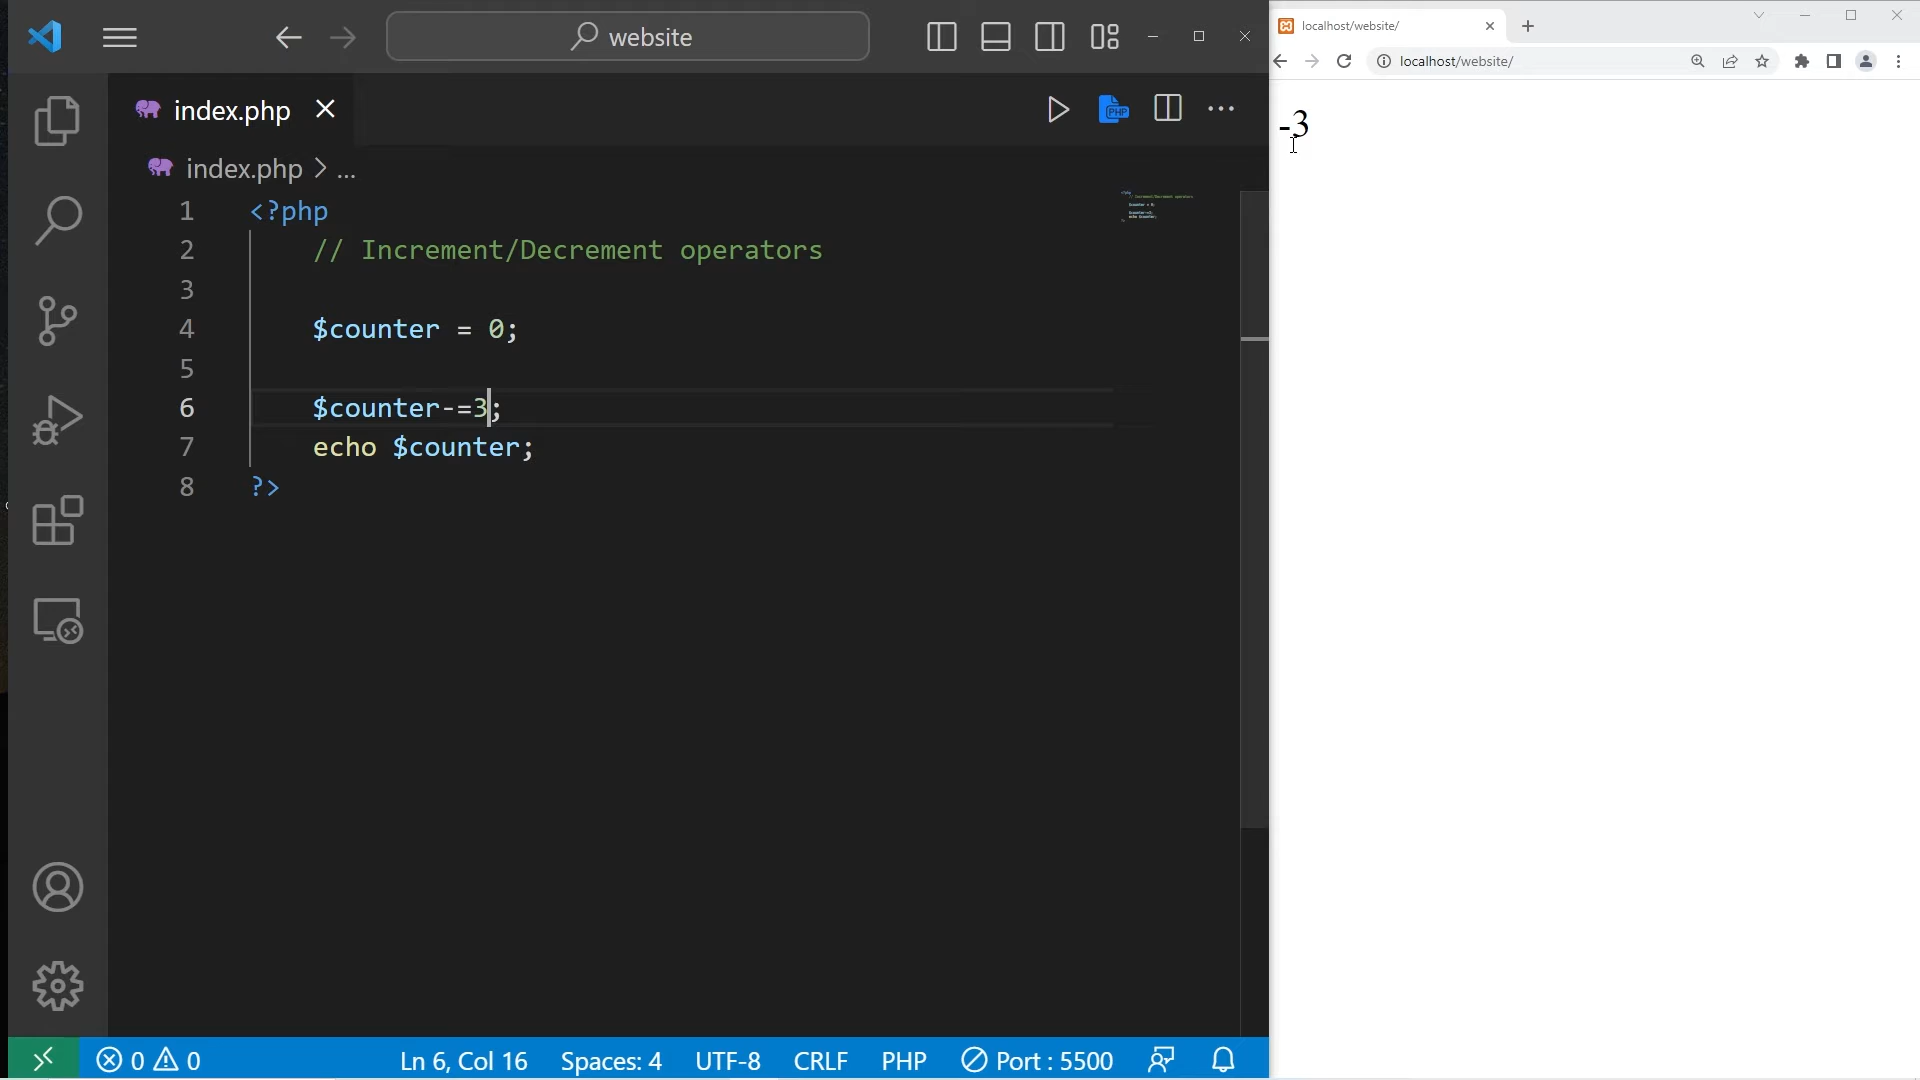 website
index.php
index.php > ...
1 <?php
2 // Increment/Decrement operators
3
4 $counter = 0;
5
6 $counter-=3;
7 echo $counter;
8 ?>
0 0 Ln 6, Col 16 Spaces: 4 UTF-8 CRLF PHP Port : 5500
localhost/website/
localhost/website/
-3